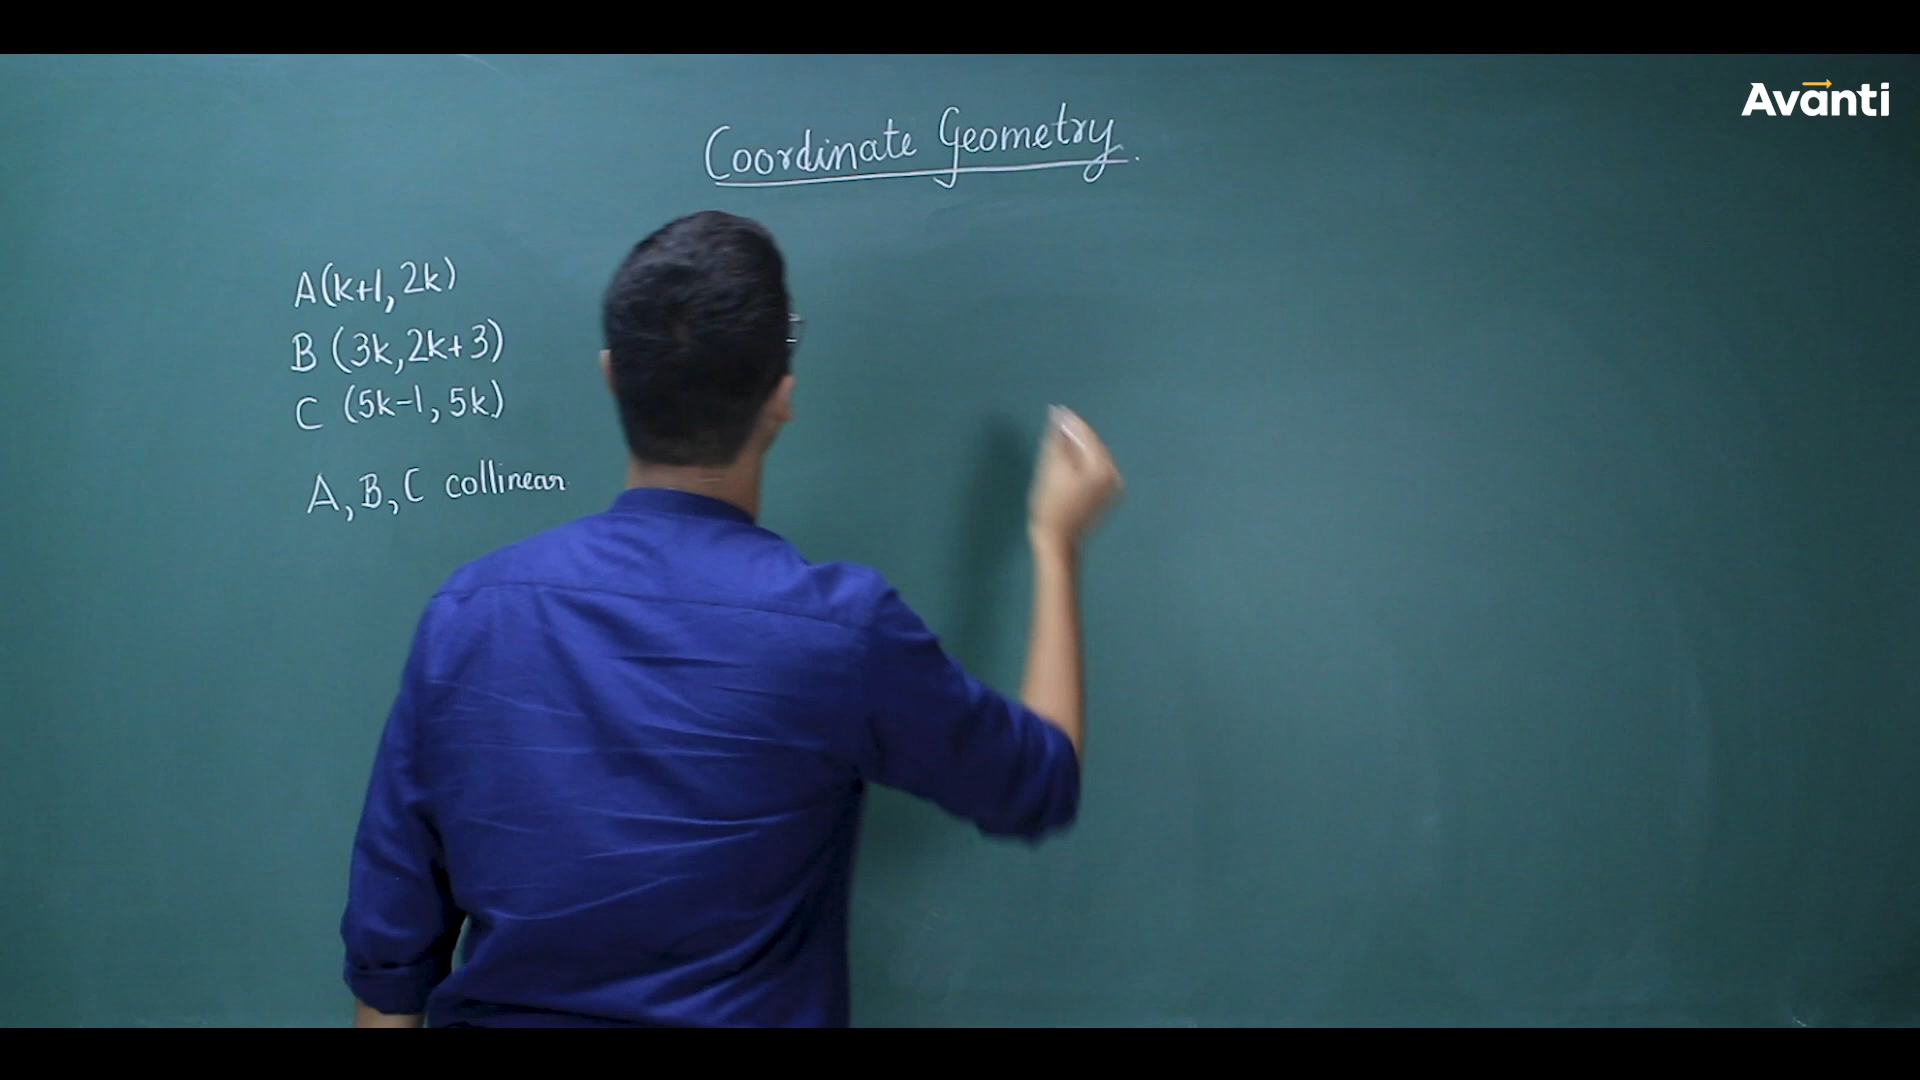 Avanti
Coordinate Geometry.
A(k+1, 2k)
B (3k, 2k+3)
C (5k-1, 5k)
A, B, C collinear